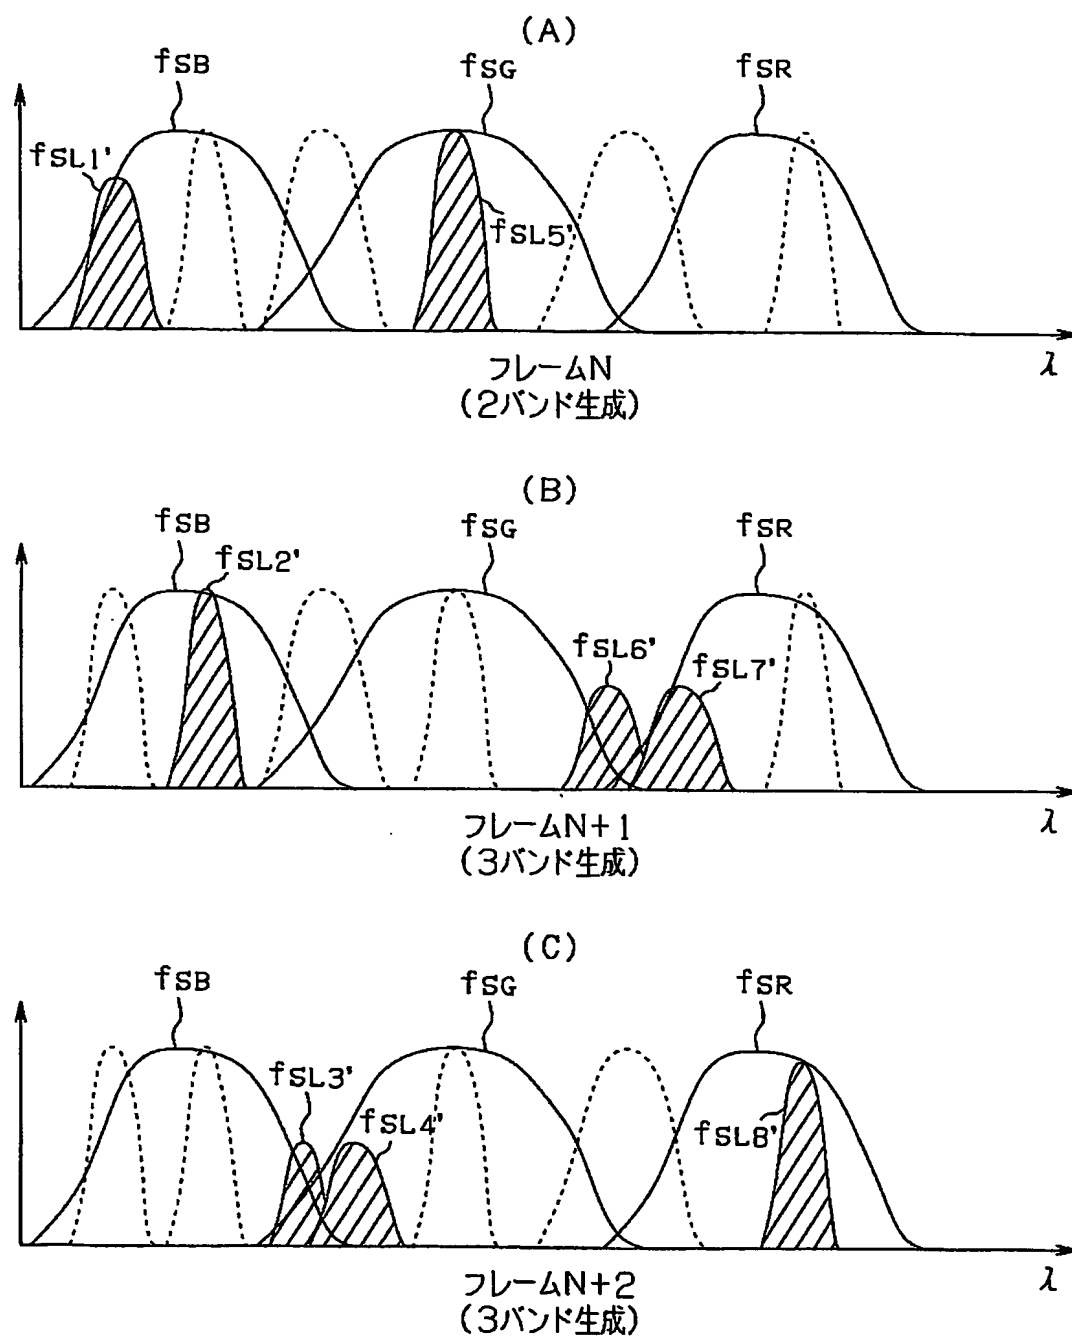 (A)
fSB
fSG
fSR
fSL1'
fSL5'
λ
フレームN
(2バンド生成)
(B)
fSB
fSG
fSR
fSL2'
fSL6'
fSL7'
λ
フレームN+1
(3バンド生成)
(C)
fSB
fSG
fSR
fSL3'
fSL4'
fSL8'
λ
フレームN+2
(3バンド生成)